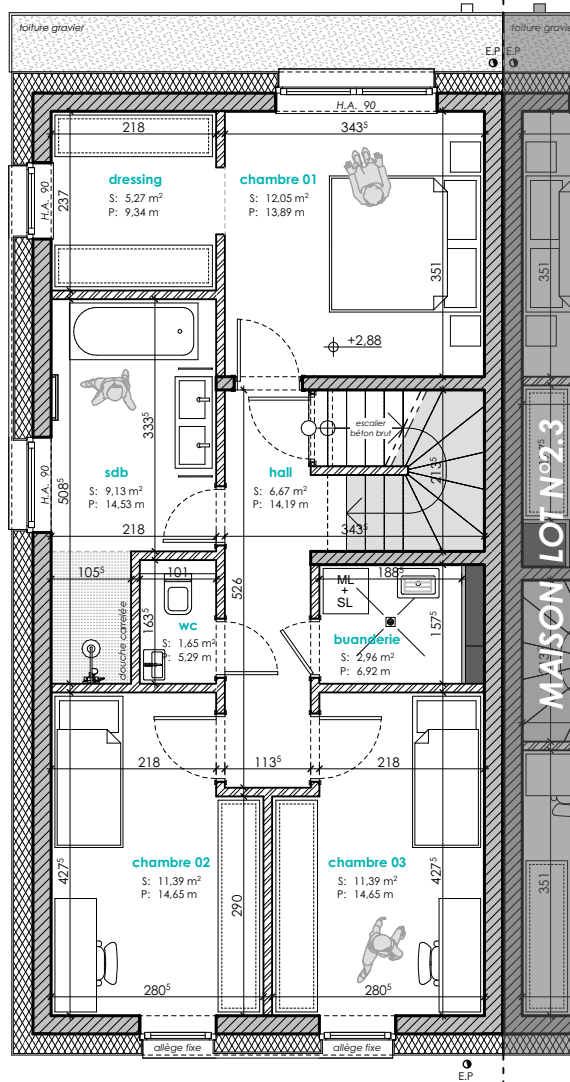 toiture gravier
toiture gravie
E.P E.P
H.A. 90
218
343⁵
dressing
S: 5,27 m²
P: 9,34 m
chambre 01
S: 12,05 m²
P: 13,89 m
H.A. 90
237
351
351
+2,88
escalier
béton brut
333⁵
213⁵
sdb
S: 9,13 m²
P: 14,53 m
hall
S: 6,67 m²
P: 14,19 m
H.A. 90
508⁵
218
343⁵
MAISON LOT N°2.3
105⁵
101
188⁵
ML
+
SL
526
163⁵
157⁵
douche carrelée
wc
S: 1,65 m²
P: 5,29 m
buanderie
S: 2,96 m²
P: 6,92 m
218
113⁵
218
chambre 02
S: 11,39 m²
P: 14,65 m
chambre 03
S: 11,39 m²
P: 14,65 m
427⁵
427⁵
290
351
280⁵
280⁵
allège fixe
allège fixe
E.P